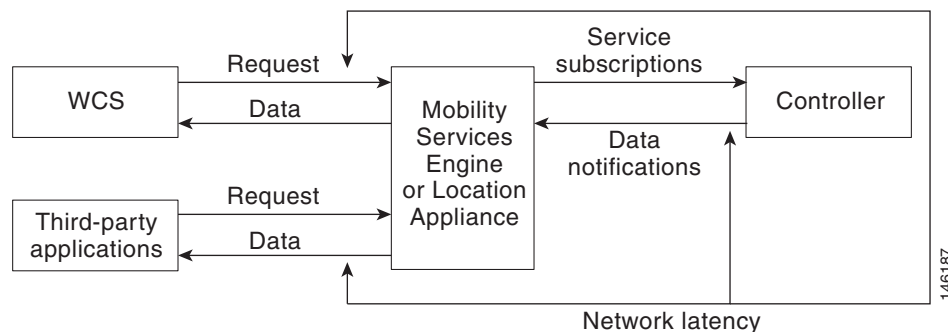 Request
WCS
Data
Request
Third-party
applications
Data
Mobility
Services
Engine
or Location
Appliance
Service
subscriptions
Data
notifications
Controller
Network latency
146187